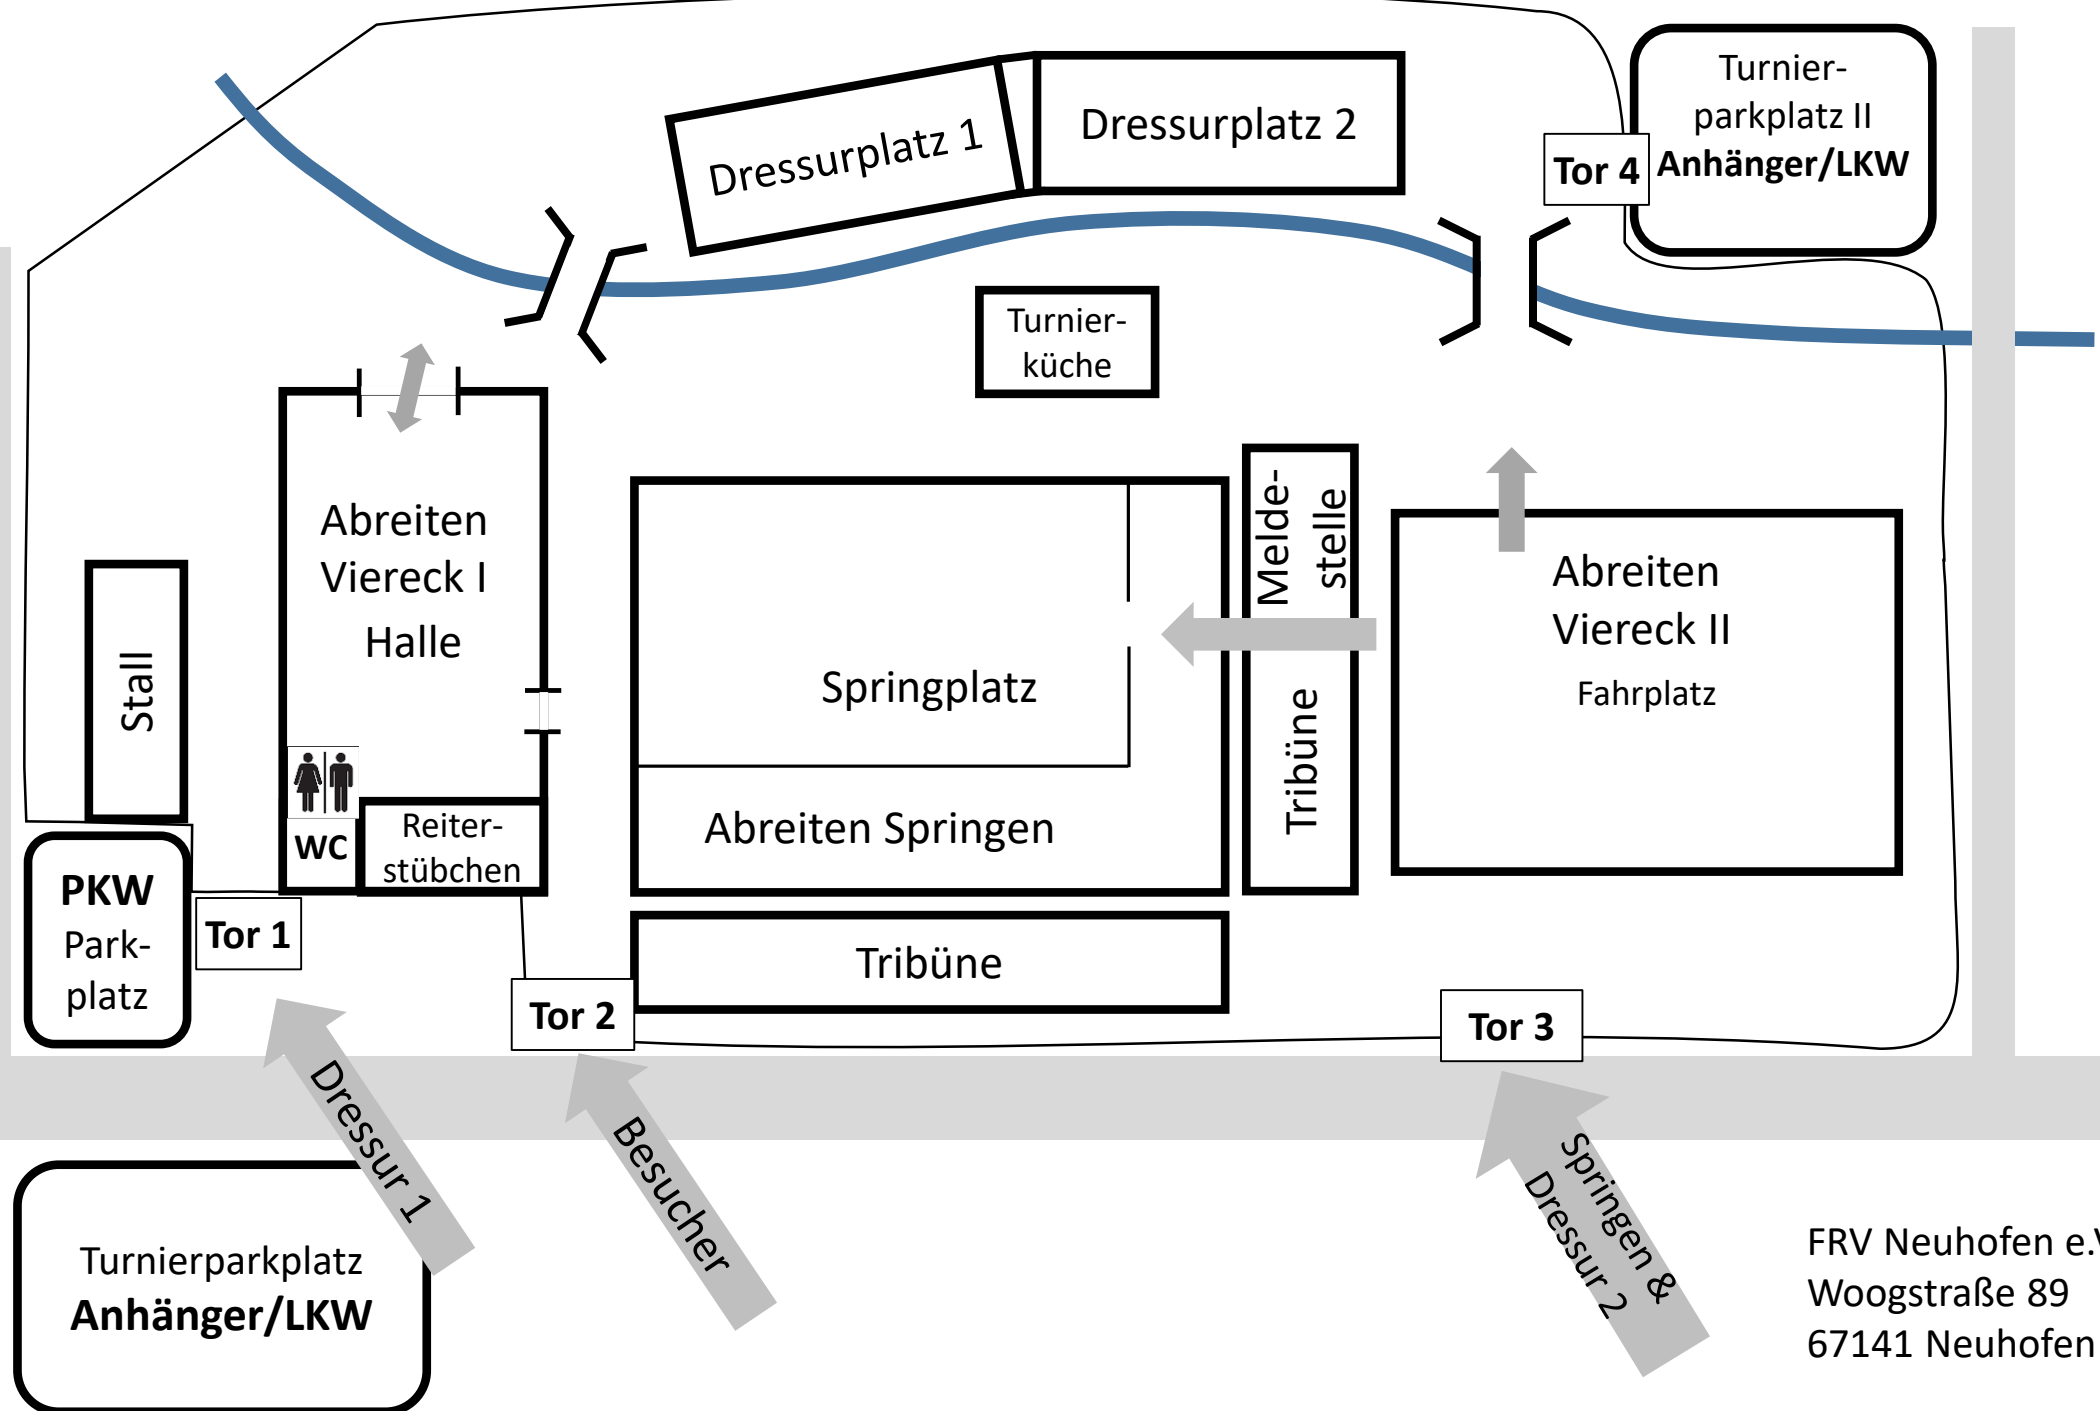 Dressurplatz 1
Dressurplatz 2
Turnier-
parkplatz II
Anhänger/LKW
Tor 4
Turnier-
küche
Abreiten
Viereck I
Halle
Stall
WC
Reiter-
stübchen
Springplatz
Abreiten Springen
Melde-
stelle
Tribüne
Abreiten
Viereck II
Fahrplatz
PKW
Park-
platz
Tor 1
Tor 2
Tribüne
Tor 3
Dressur 1
Besucher
Springen &
Dressur 2
Turnierparkplatz
Anhänger/LKW
FRV Neuhofen e.V
Woogstraße 89
67141 Neuhofen